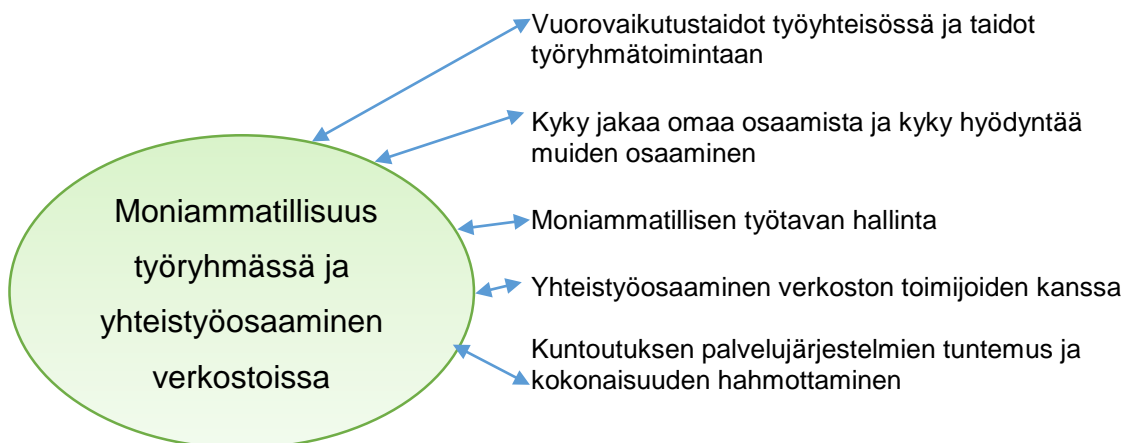 Vuorovaikutustaidot työyhteisössä ja taidot
työryhmätoimintaan
Kyky jakaa omaa osaamista ja kyky hyödyntää
muiden osaaminen
Moniammatillisuus
työryhmässä ja
yhteistyöosaaminen
verkostoissa
Moniammatillisen työtavan hallinta
Yhteistyöosaaminen verkoston toimijoiden kanssa
Kuntoutuksen palvelujärjestelmien tuntemus ja
kokonaisuuden hahmottaminen